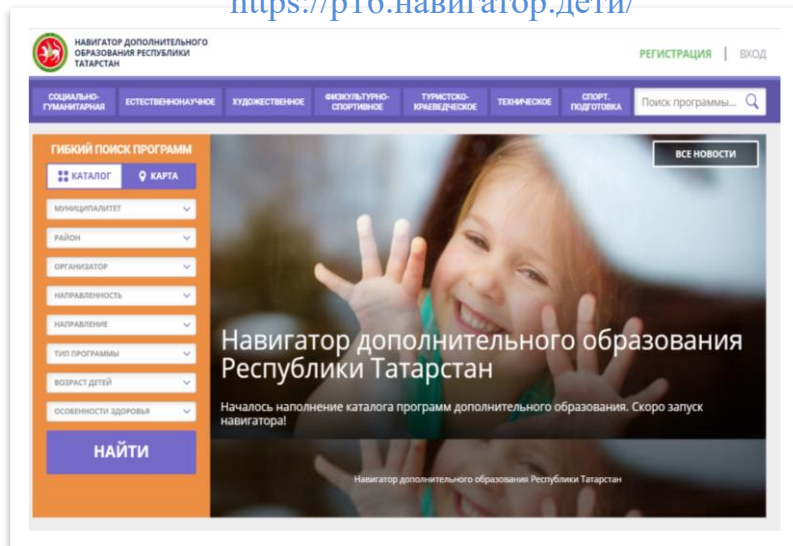 https://р16.навигатор.дети/
НАВИГАТОР ДОПОЛНИТЕЛЬНОГО
ОБРАЗОВАНИЯ РЕСПУБЛИКИ
ТАТАРСТАН
РЕГИСТРАЦИЯ | ВХОД
СОЦИАЛЬНО-
ГУМАНИТАРНАЯ
ЕСТЕСТВЕННОНАУЧНОЕ
ХУДОЖЕСТВЕННОЕ
ФИЗКУЛЬТУРНО-
СПОРТИВНОЕ
ТУРИСТСКО-
КРАЕВЕДЧЕСКОЕ
ТЕХНИЧЕСКОЕ
СПОРТ.
ПОДГОТОВКА
Поиск программы...
ГИБКИЙ ПОИСК ПРОГРАММ
КАТАЛОГ
КАРТА
МУНИЦИПАЛИТЕТ
РАЙОН
ОРГАНИЗАТОР
НАПРАВЛЕННОСТЬ
НАПРАВЛЕНИЕ
ТИП ПРОГРАММЫ
ВОЗРАСТ ДЕТЕЙ
ОСОБЕННОСТИ ЗДОРОВЬЯ
НАЙТИ
ВСЕ НОВОСТИ
Навигатор дополнительного образования
Республики Татарстан
Началось наполнение каталога программ дополнительного образования. Скоро запуск
навигатора!
Навигатор дополнительного образования Республики Татарстан